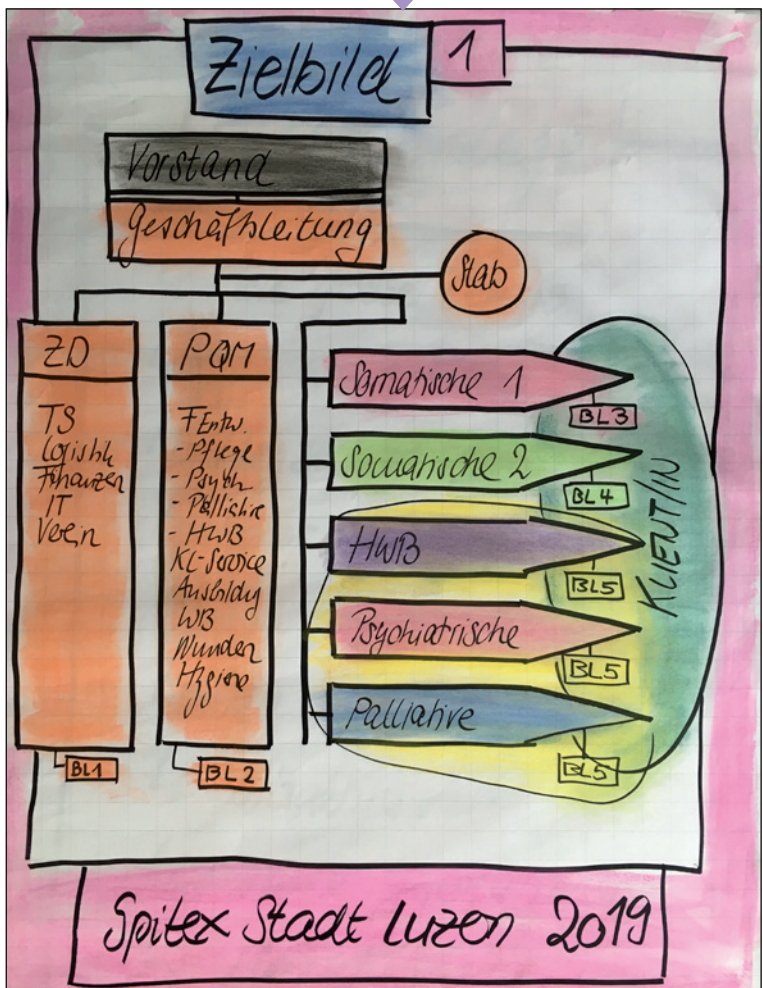 Zielbild
1
Vorstand
Geschäftsleitung
Stab
ZD
TS
Logistik
Finanzen
IT
Verein
BL1
PQM
FEntw.
- Pflege
- Psych
- Palliative
- HWB
KL-Service
Ausbildg
WB
Wunden
Hygiene
BL2
Somatische 1
BL3
Somatische 2
BL4
HWB
BL5
Psychiatrische
BL5
Palliative
BL5
KLIENT/IN
Spitex Stadt Luzern 2019